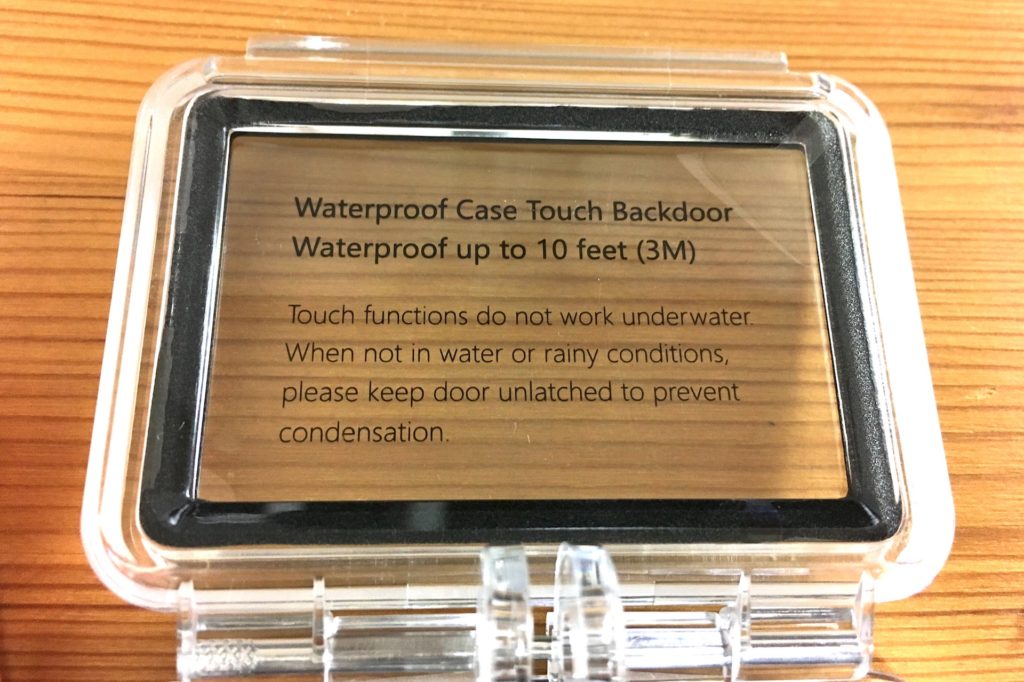 Waterproof Case Touch Backdoor
Waterproof up to 10 feet (3M)
Touch functions do not work underwater.
When not in water or rainy conditions,
please keep door unlatched to prevent
condensation.